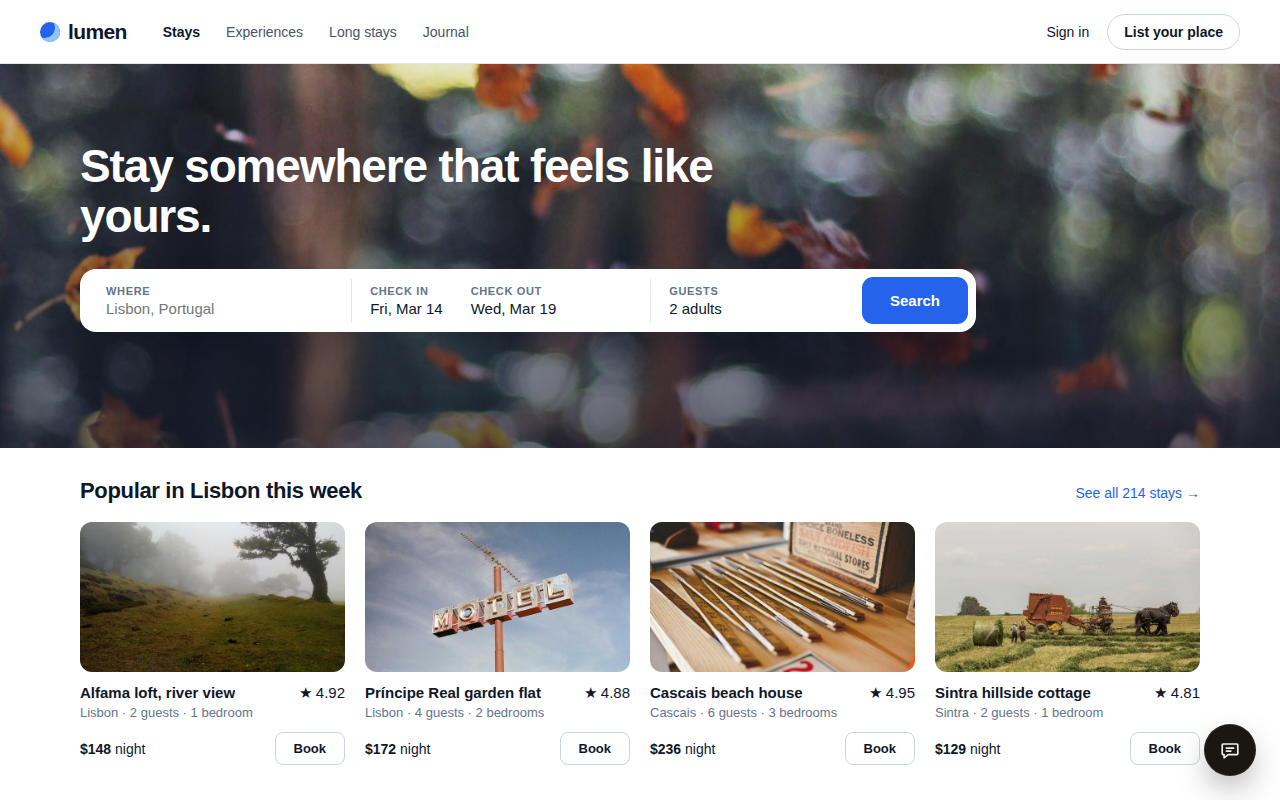 lumen
Stays
Experiences
Long stays
Journal
Sign in
List your place
Stay somewhere that feels like
yours.
WHERE
Lisbon, Portugal
CHECK IN
Fri, Mar 14
CHECK OUT
Wed, Mar 19
GUESTS
2 adults
Search
Popular in Lisbon this week
See all 214 stays →
MOTEL
BONELESS
SALT CODFISH
NATIONAL STORES
Alfama loft, river view ★ 4.92
Lisbon · 2 guests · 1 bedroom
$148 night
Book
Príncipe Real garden flat ★ 4.88
Lisbon · 4 guests · 2 bedrooms
$172 night
Book
Cascais beach house ★ 4.95
Cascais · 6 guests · 3 bedrooms
$236 night
Book
Sintra hillside cottage ★ 4.81
Sintra · 2 guests · 1 bedroom
$129 night
Book